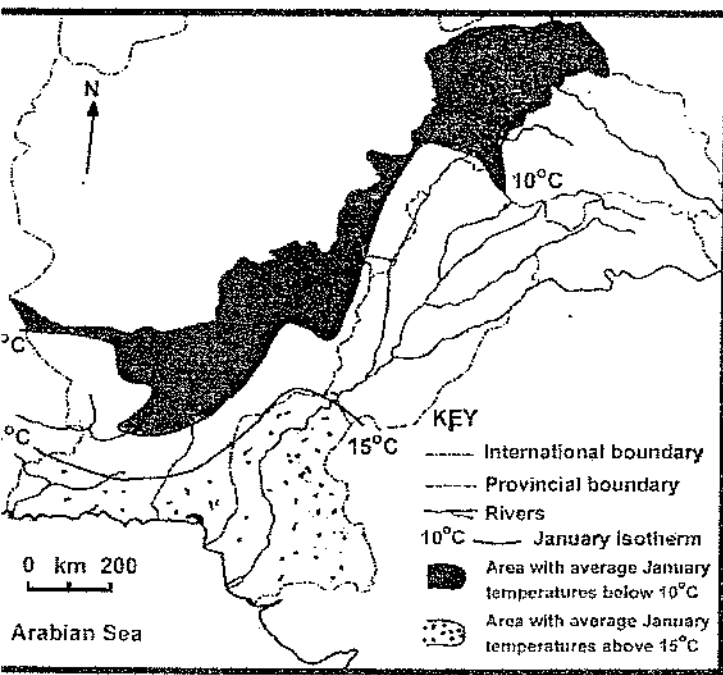 N
10°C
°C
°C
15°C
KEY
International boundary
Provincial boundary
Rivers
10°C January Isotherm
0 km 200
Area with average January
temperatures below 10°C
Area with average January
temperatures above 15°C
Arabian Sea